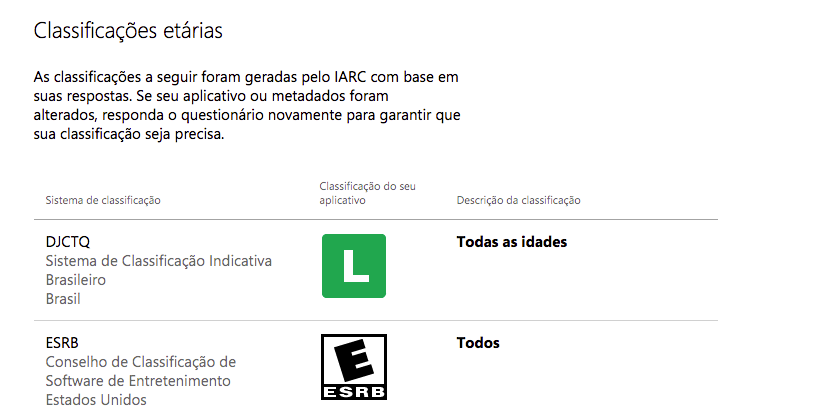 Classificações etárias
As classificações a seguir foram geradas pelo IARC com base em
suas respostas. Se seu aplicativo ou metadados foram
alterados, responda o questionário novamente para garantir que
sua classificação seja precisa.
Sistema de classificação
Classificação do seu
aplicativo
Descrição da classificação
DJCTQ
Sistema de Classificação Indicativa
Brasileiro
Brasil
L
Todas as idades
ESRB
Conselho de Classificação de
Software de Entretenimento
Estados Unidos
E
ESRB
Todos